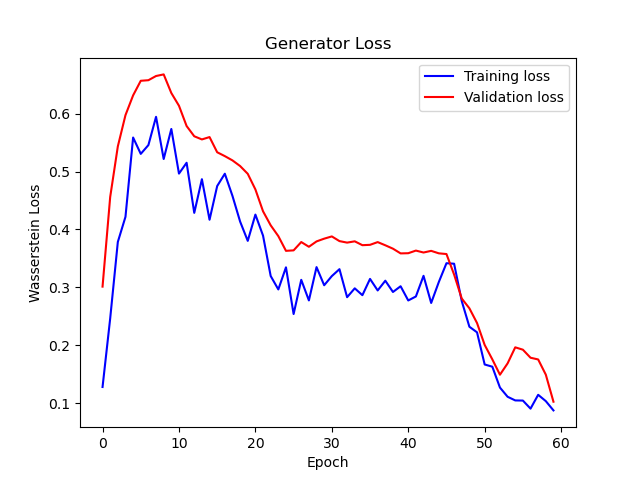 Generator Loss
Training loss
Validation loss
Wasserstein Loss
0.6
0.5
0.4
0.3
0.2
0.1
0 10 20 30 40 50 60
Epoch